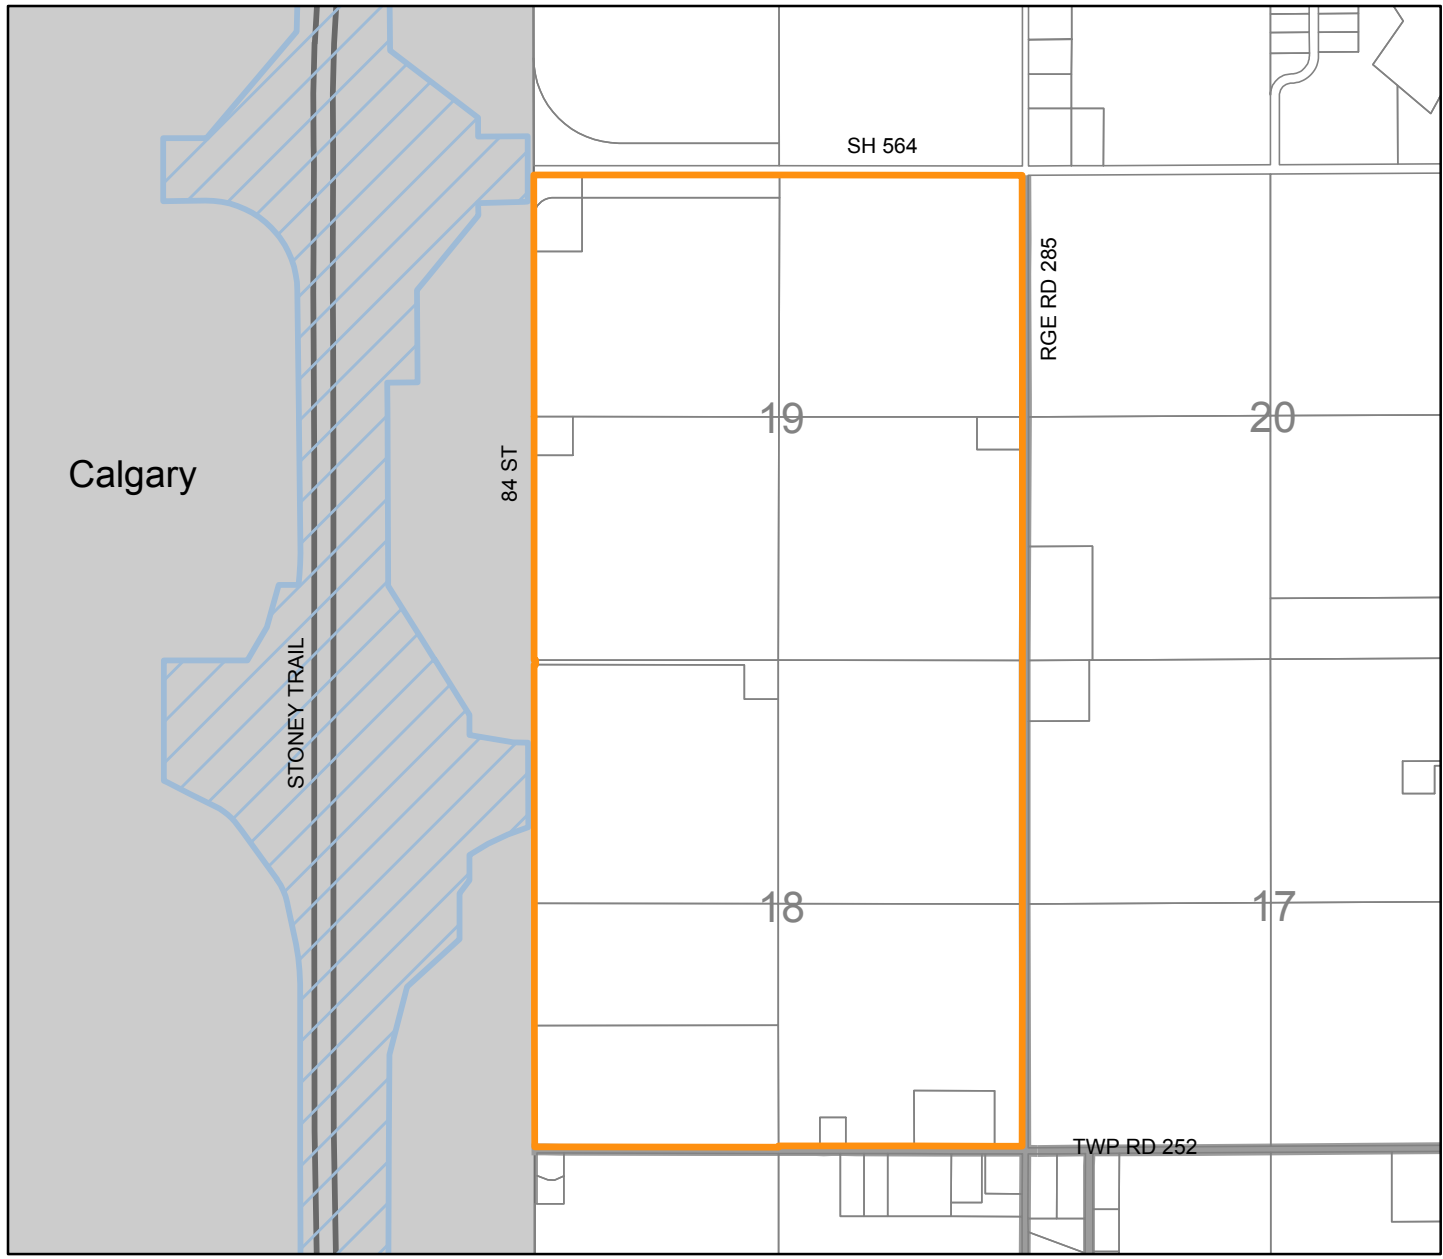 SH 564
RGE RD 285
19
20
84 ST
Calgary
STONEY TRAIL
18
17
TWP RD 252